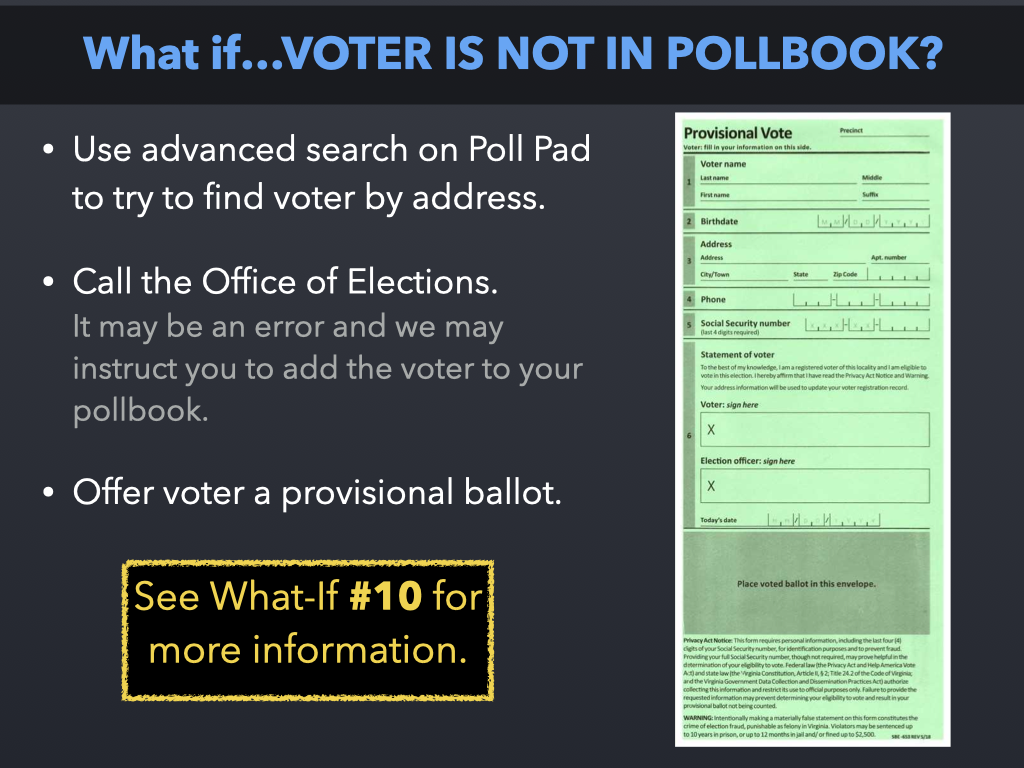 What if...VOTER IS NOT IN POLLBOOK?
• Use advanced search on Poll Pad
to try to find voter by address.
• Call the Office of Elections.
It may be an error and we may
instruct you to add the voter to your
pollbook.
• Offer voter a provisional ballot.
See What-If #10 for
more information.
Provisional Vote
Precinct
Voter: fill in your information on this side.
1
Voter name
Last name
Middle
First name
Suffix
2
Birthdate
M M / D D / Y Y Y Y
3
Address
Address
Apt. number
City/Town
State
Zip Code
4
Phone
5
Social Security number
(last 4 digits required)
X X X - X X -
6
Statement of voter
To the best of my knowledge, I am a registered voter of this locality and I am eligible to
vote in this election. I hereby affirm that I have read the Privacy Act Notice and Warning.
Your address information will be used to update your voter registration record.
Voter: sign here
X
Election officer: sign here
X
Today's date
M M / D D / Y Y Y Y
Place voted ballot in this envelope.
Privacy Act Notice: This form requires personal information, including the last four (4)
digits of your Social Security number, for identification purposes and to prevent fraud.
Providing your full Social Security number, though not required, may prove helpful in the
determination of your eligibility to vote. Federal law (the Privacy Act and Help America Vote
Act) and state law (the Virginia Constitution, Article II, § 2; Title 24.2 of the Code of Virginia;
and the Virginia Government Data Collection and Dissemination Practices Act) authorize
collecting this information and restrict its use to official purposes only. Failure to provide the
requested information may prevent determining your eligibility to vote and result in your
provisional ballot not being counted.
WARNING: Intentionally making a materially false statement on this form constitutes the
crime of election fraud, punishable as felony in Virginia. Violators may be sentenced up
to 10 years in prison, or up to 12 months in jail and/ or fined up to $2,500.
SBE -653 REV 5/16